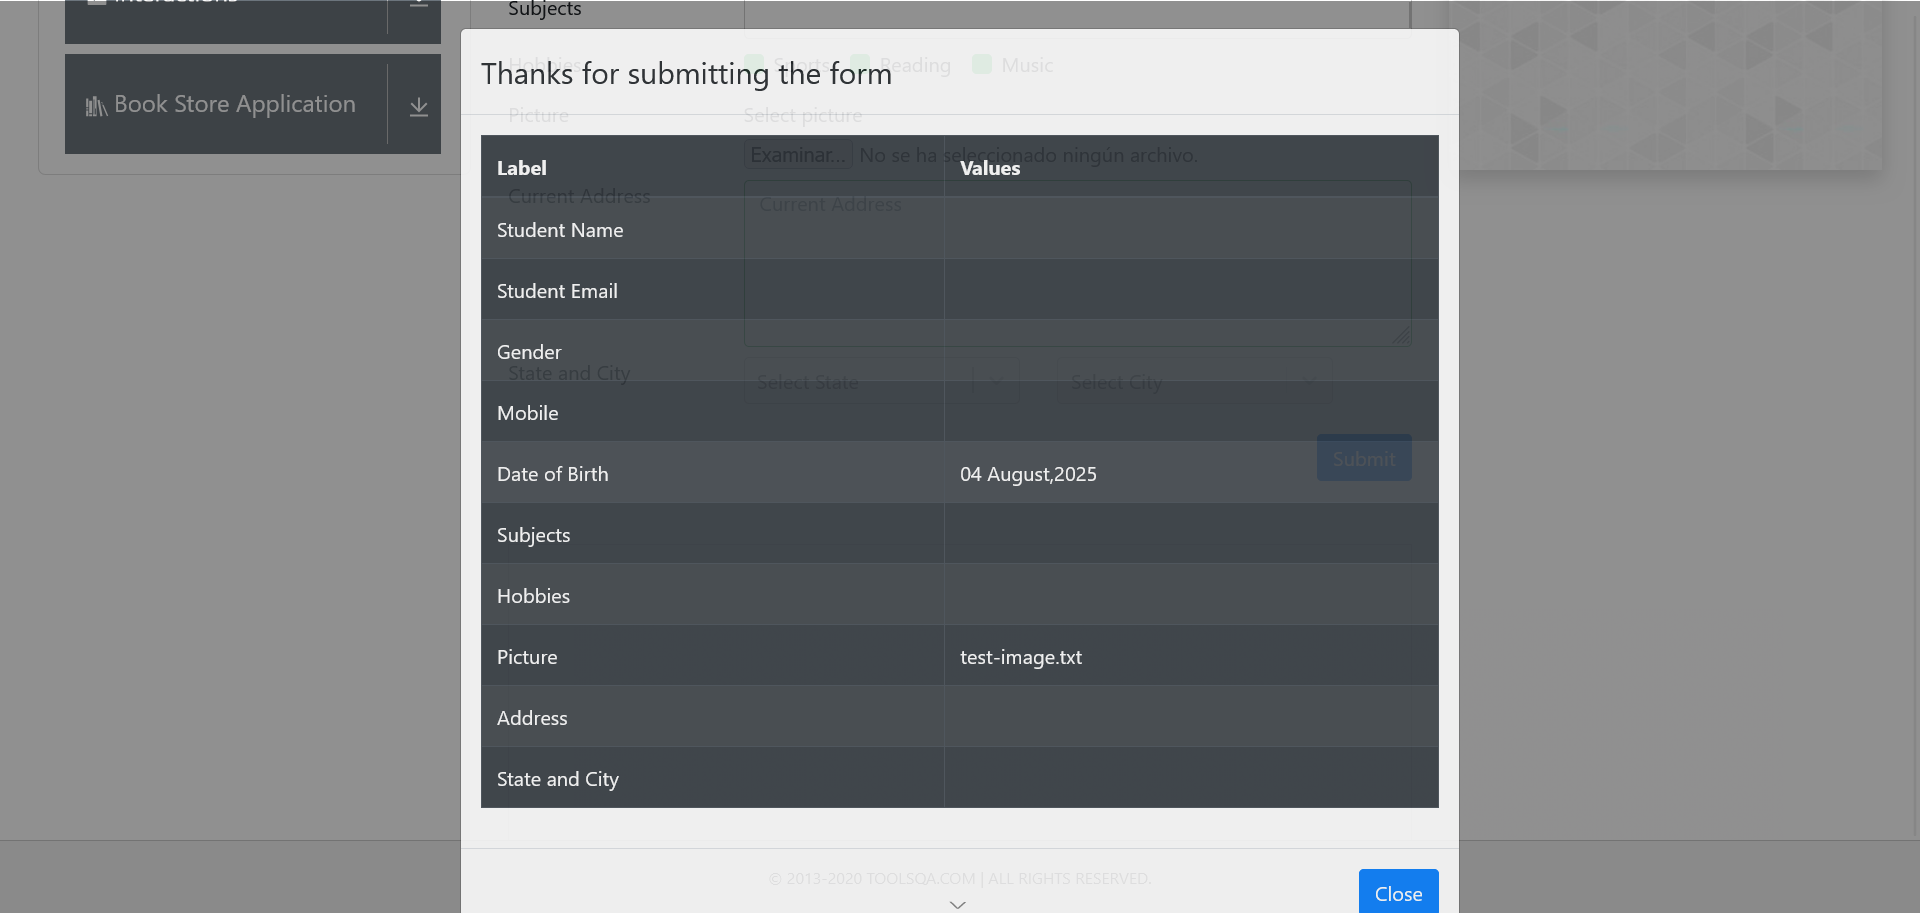 Interactions
Book Store Application
Subjects
Thanks for submitting the form
Hobbies
Sports
Reading
Music
Picture
Select picture
Examinar... No se ha seleccionado ningún archivo.
Label Values
Current Address
Current Address
Student Name
Student Email
Gender
State and City
Select State
Select City
Mobile
Submit
Date of Birth 04 August,2025
Subjects
Hobbies
Picture test-image.txt
Address
State and City
© 2013-2020 TOOLSQA.COM | ALL RIGHTS RESERVED.
Close